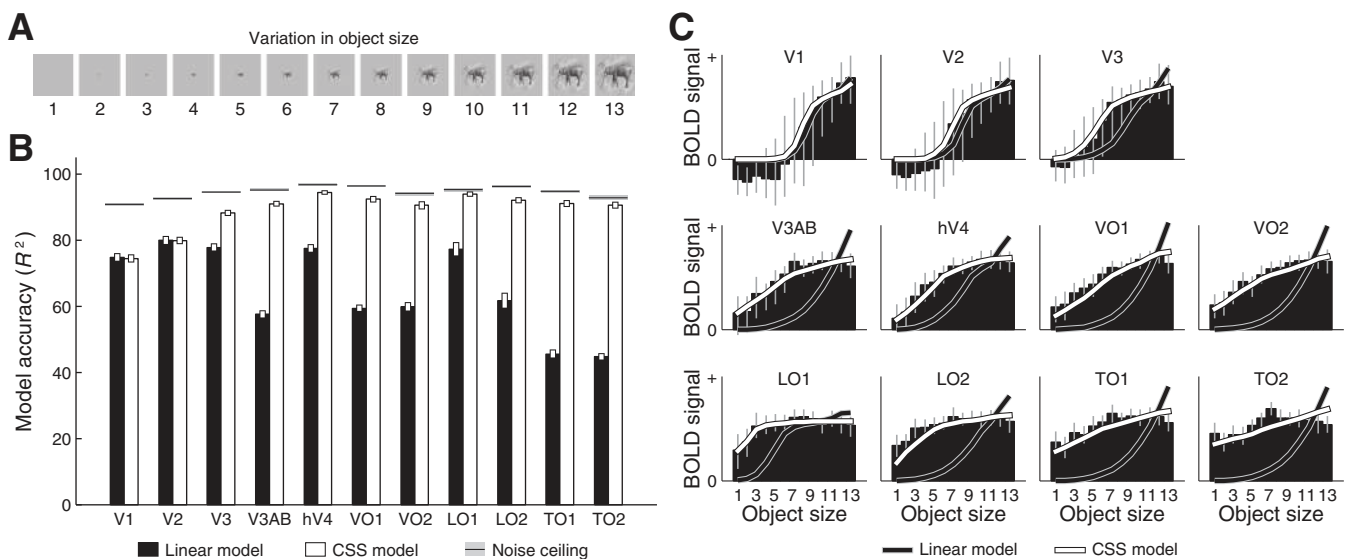 A
Variation in object size
1 2 3 4 5 6 7 8 9 10 11 12 13
B
Model accuracy (R²)
100
80
60
40
20
0
V1 V2 V3 V3AB hV4 VO1 VO2 LO1 LO2 TO1 TO2
Linear model CSS model Noise ceiling
C
V1 V2 V3
BOLD signal
+
0
V3AB hV4 VO1 VO2
BOLD signal
+
0
LO1 LO2 TO1 TO2
BOLD signal
+
0
1 3 5 7 9 11 13 1 3 5 7 9 11 13 1 3 5 7 9 11 13 1 3 5 7 9 11 13
Object size Object size Object size Object size
Linear model CSS model